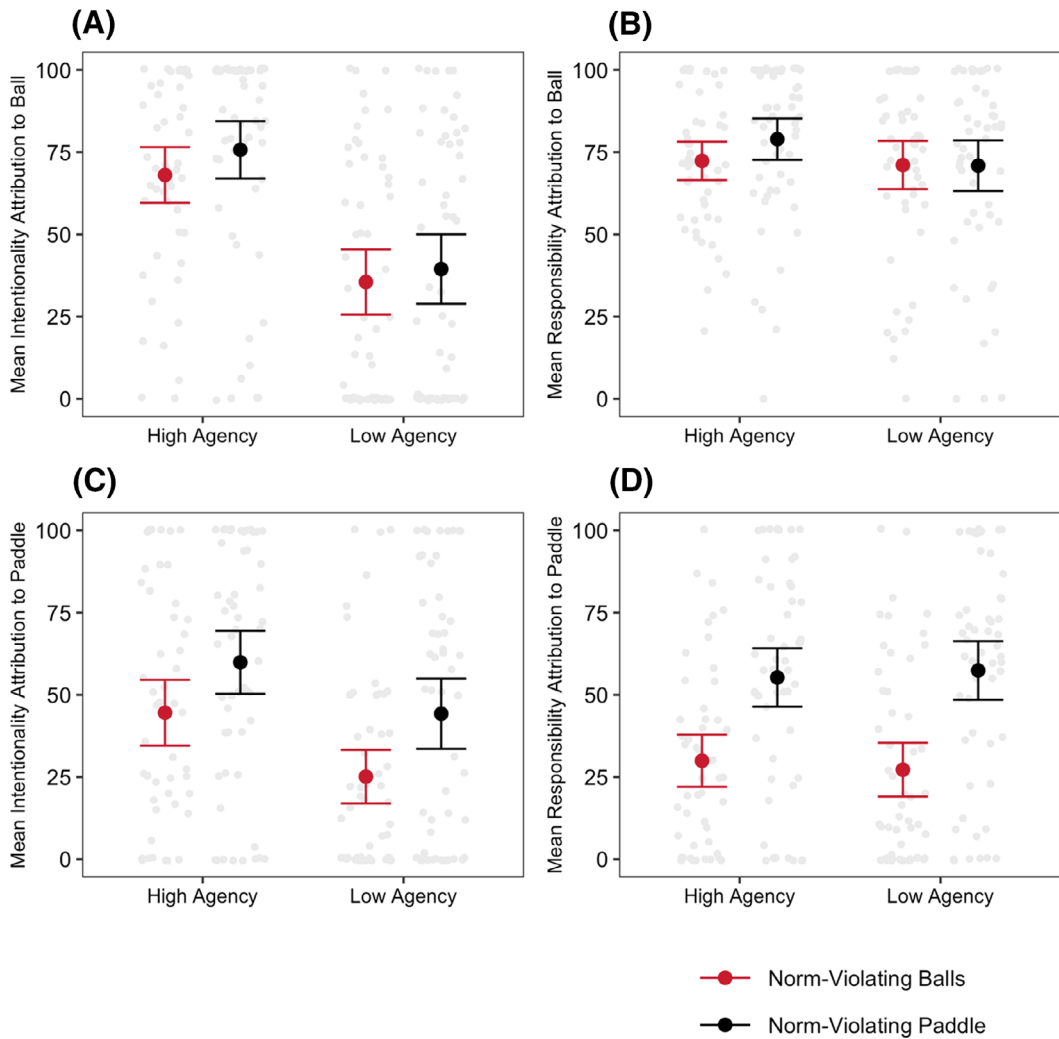 (A)
Mean Intentionality Attribution to Ball
100
75
50
25
0
High Agency Low Agency
(B)
Mean Responsibility Attribution to Ball
100
75
50
25
0
High Agency Low Agency
(C)
Mean Intentionality Attribution to Paddle
100
75
50
25
0
High Agency Low Agency
(D)
Mean Responsibility Attribution to Paddle
100
75
50
25
0
High Agency Low Agency
Norm-Violating Balls
Norm-Violating Paddle